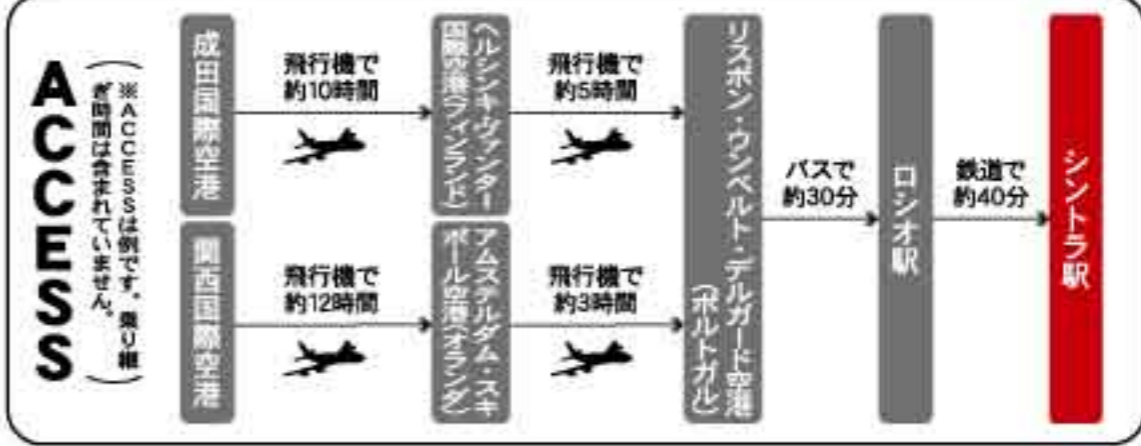 ACCESS
(※ACCESSは例です。乗り継
ぎ時間は含まれていません。)
成田国際空港
飛行機で
約10時間
ヘルシンキ・ヴァンター
国際空港(フィンランド)
飛行機で
約5時間
関西国際空港
飛行機で
約12時間
アムステルダム・スキ
ポール空港(オランダ)
飛行機で
約3時間
リスボン・ウンベルト・デルガード空港
(ポルトガル)
バスで
約30分
ロシオ駅
鉄道で
約40分
シントラ駅